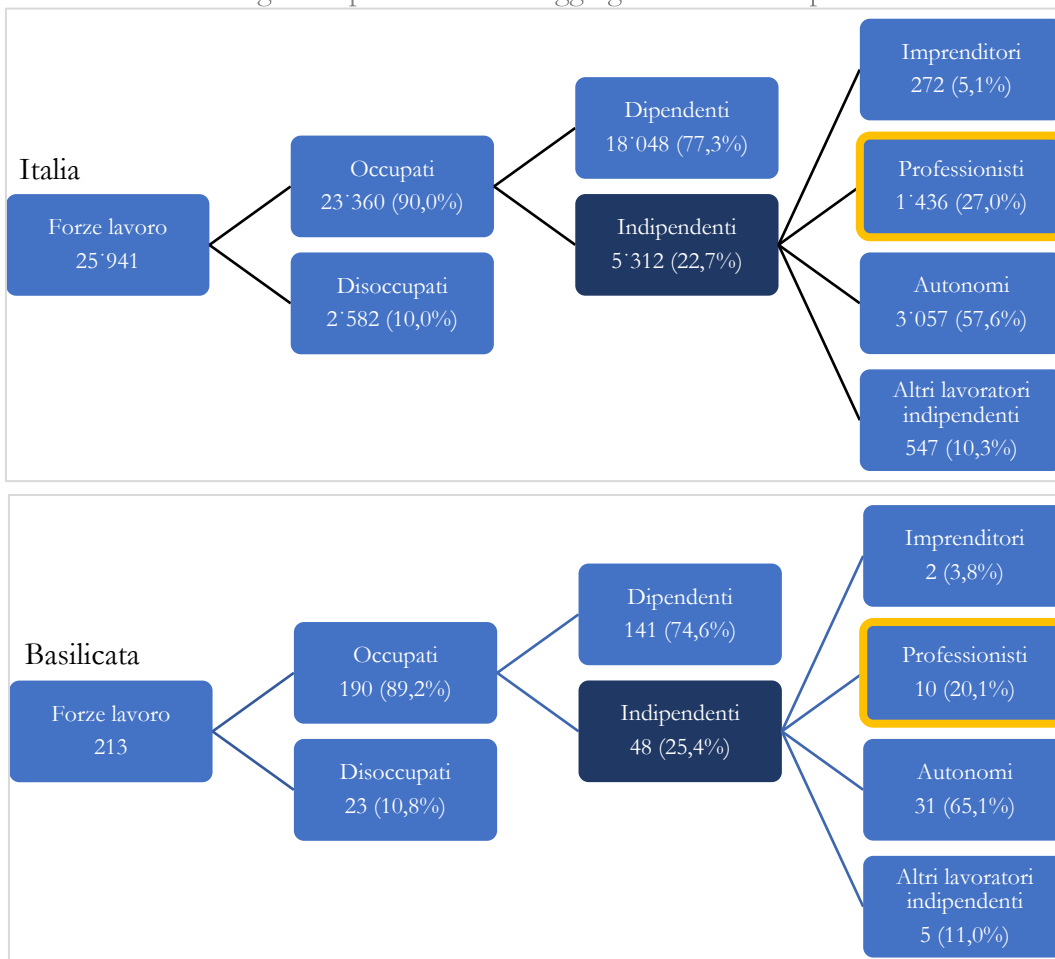 Italia
Forze lavoro
25˙941
Occupati
23˙360 (90,0%)
Disoccupati
2˙582 (10,0%)
Dipendenti
18˙048 (77,3%)
Indipendenti
5˙312 (22,7%)
Imprenditori
272 (5,1%)
Professionisti
1˙436 (27,0%)
Autonomi
3˙057 (57,6%)
Altri lavoratori
indipendenti
547 (10,3%)
Basilicata
Forze lavoro
213
Occupati
190 (89,2%)
Disoccupati
23 (10,8%)
Dipendenti
141 (74,6%)
Indipendenti
48 (25,4%)
Imprenditori
2 (3,8%)
Professionisti
10 (20,1%)
Autonomi
31 (65,1%)
Altri lavoratori
indipendenti
5 (11,0%)